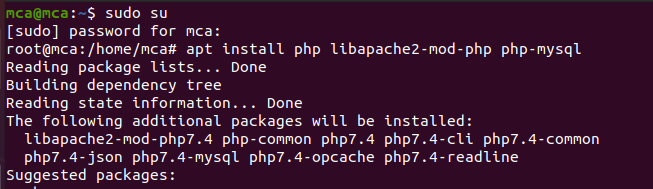 mca@mca:~$ sudo su
[sudo] password for mca:
root@mca:/home/mca# apt install php libapache2-mod-php php-mysql
Reading package lists... Done
Building dependency tree
Reading state information... Done
The following additional packages will be installed:
  libapache2-mod-php7.4 php-common php7.4 php7.4-cli php7.4-common
  php7.4-json php7.4-mysql php7.4-opcache php7.4-readline
Suggested packages: